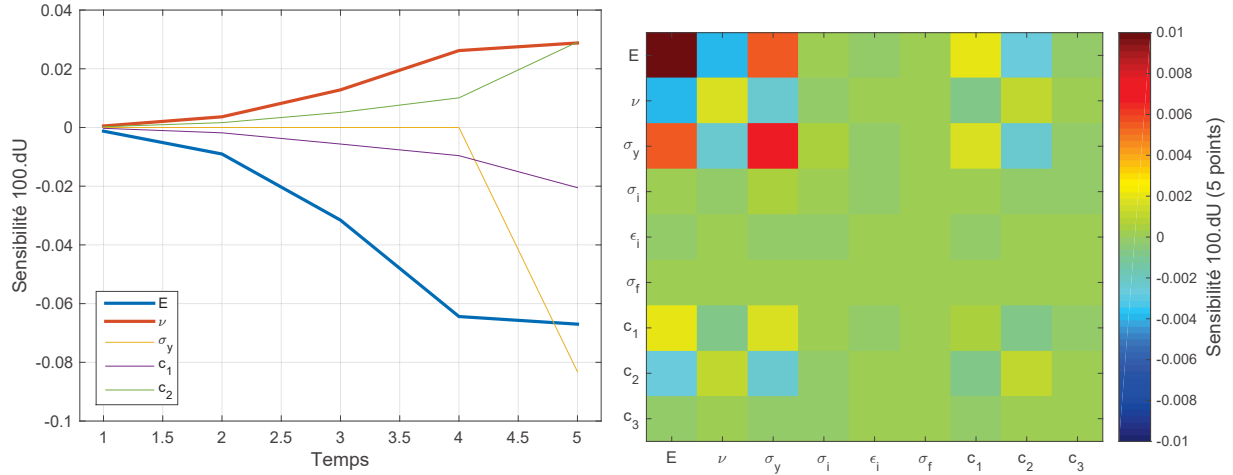 0.04
0.02
0
-0.02
-0.04
-0.06
-0.08
-0.1
Sensibilité 100.dU
1 1.5 2 2.5 3 3.5 4 4.5 5
Temps
E
ν
σy
c1
c2
E
ν
σy
σi
ϵi
σf
c1
c2
c3
E ν σy σi ϵi σf c1 c2 c3
0.01
0.008
0.006
0.004
0.002
0
-0.002
-0.004
-0.006
-0.008
-0.01
Sensibilité 100.dU (5 points)